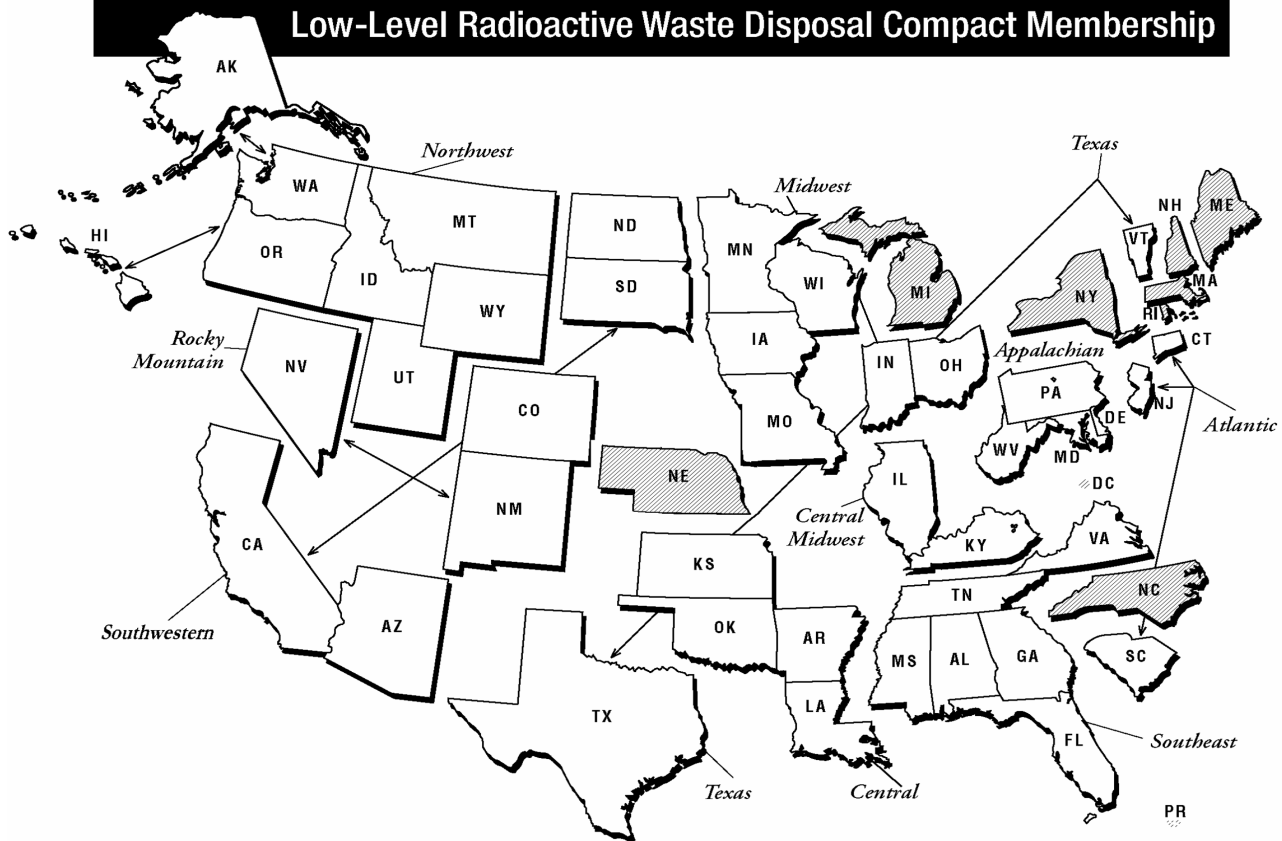 Low-Level Radioactive Waste Disposal Compact Membership
AK
Northwest
Texas
WA
MT
ND
MN
Midwest
NH
ME
HI
OR
ID
SD
WI
VT
WY
MI
NY
MA
RI
Rocky
Mountain
NV
UT
IA
IN
OH
Appalachian
CT
CO
MO
PA
NJ
DE
Atlantic
WV
MD
NE
IL
DC
NM
Central
Midwest
CA
KS
KY
VA
TN
NC
Southwestern
AZ
OK
AR
MS
AL
GA
SC
TX
LA
FL
Southeast
Texas
Central
PR